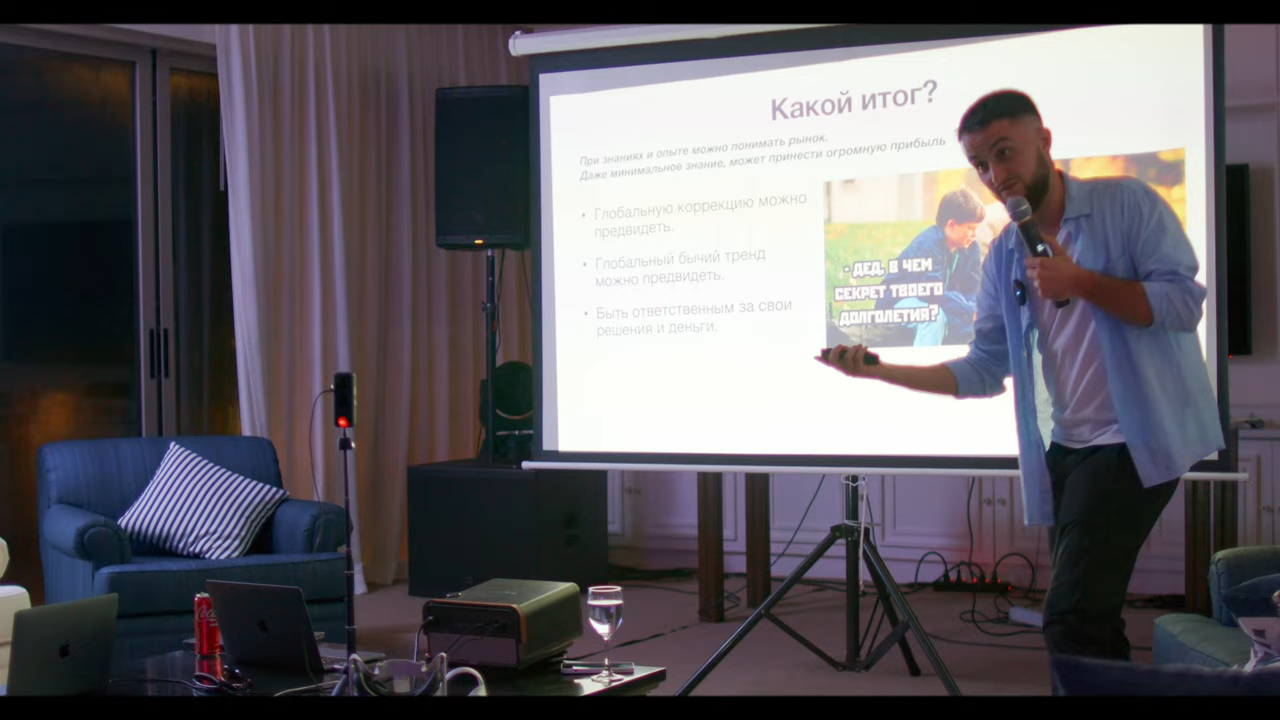 Какой итог?
При знаниях и опыте можно понимать рынок.
Даже минимальное знание, может принести огромную прибыль
• Глобальную коррекцию можно
предвидеть.
• Глобальный бычий тренд
можно предвидеть.
• Быть ответственным за свои
решения и деньги.
- ДЕД, В ЧЕМ
СЕКРЕТ ТВОЕГО
ДОЛГОЛЕТИЯ?